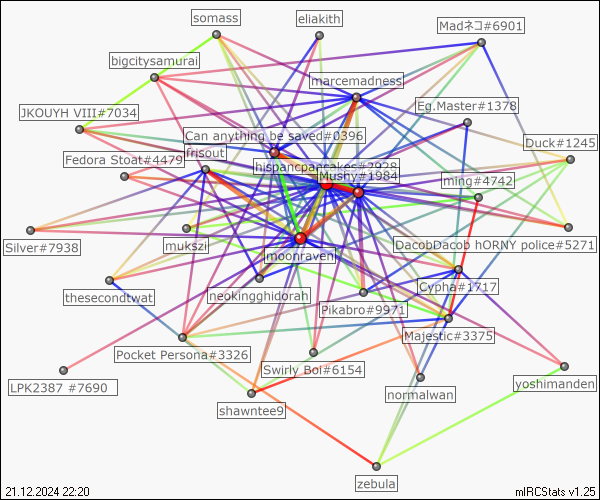 somass
eliakith
Madネコ#6901
bigcitysamurai
marcemadness
Eg.Master#1378
JKOUYH VIII#7034
Can anything be saved#0396
Duck#1245
Fedora Stoat#4479
frisout
hispancpancakes#7928
Mushy#1984
ming#4742
Silver#7938
mukszi
DacobDacob hORNY police#5271
moonraveni
thesecondtwat
neokingghidorah
Cypha#1717
Pikabro#9971
Majestic#3375
Pocket Persona#3326
Swirly Boi#6154
LPK2387 #7690
normalwan
yoshimanden
shawntee9
zebula
21.12.2024 22:20
mIRCStats v1.25